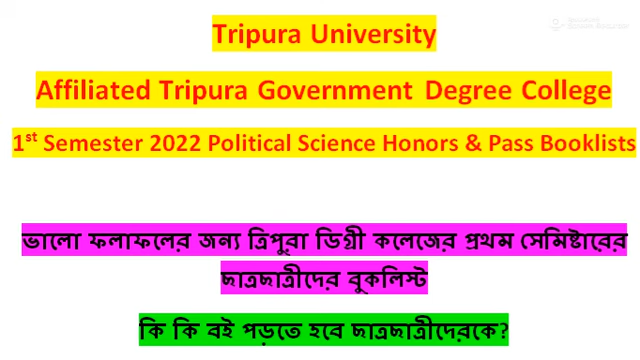 Tripura University
Affiliated Tripura Government Degree College
1st Semester 2022 Political Science Honors & Pass Booklists
ভালো ফলাফলের জন্য ত্রিপুরা ডিগ্রী কলেজের প্রথম সেমিষ্টারের
ছাত্রছাত্রীদের বুকলিস্ট
কি কি বই পড়তে হবে ছাত্রছাত্রীদেরকে?